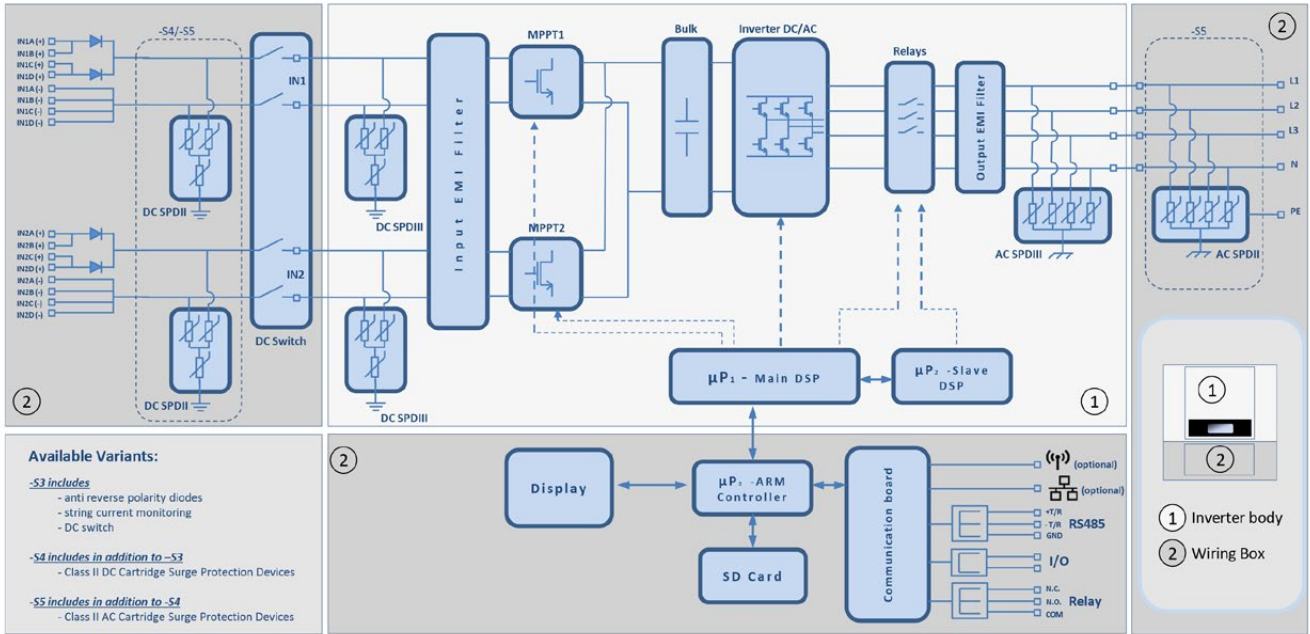 IN1A (+)
IN1B (+)
IN1C (+)
IN1D (+)
IN1A (-)
IN1B (-)
IN1C (-)
IN1D (-)
-S4/-S5
DC SPDII
IN1
IN2A(+)
IN2B (+)
IN2C (+)
IN2D (+)
IN2A (-)
IN2B (-)
IN2C (-)
IN2D (-)
DC SPDII
IN2
DC Switch
2
DC SPDIII
DC SPDIII
Input EMI Filter
MPPT1
MPPT2
Bulk
Inverter DC/AC
Relays
Output EMI Filter
AC SPDIII
µP₁ - Main DSP
µP₂ -Slave
DSP
1
2
-S5
L1
L2
L3
N
PE
AC SPDII
Available Variants:
-S3 includes
- anti reverse polarity diodes
- string current monitoring
- DC switch
-S4 includes in addition to –S3
- Class II DC Cartridge Surge Protection Devices
-S5 includes in addition to -S4
- Class II AC Cartridge Surge Protection Devices
2
Display
-ARM
Controller
SD Card
Communication board
(optional)
(optional)
+T/R
-T/R
GND
RS485
I/O
N.C.
N.O.
COM
Relay
1
2
1 Inverter body
2 Wiring Box